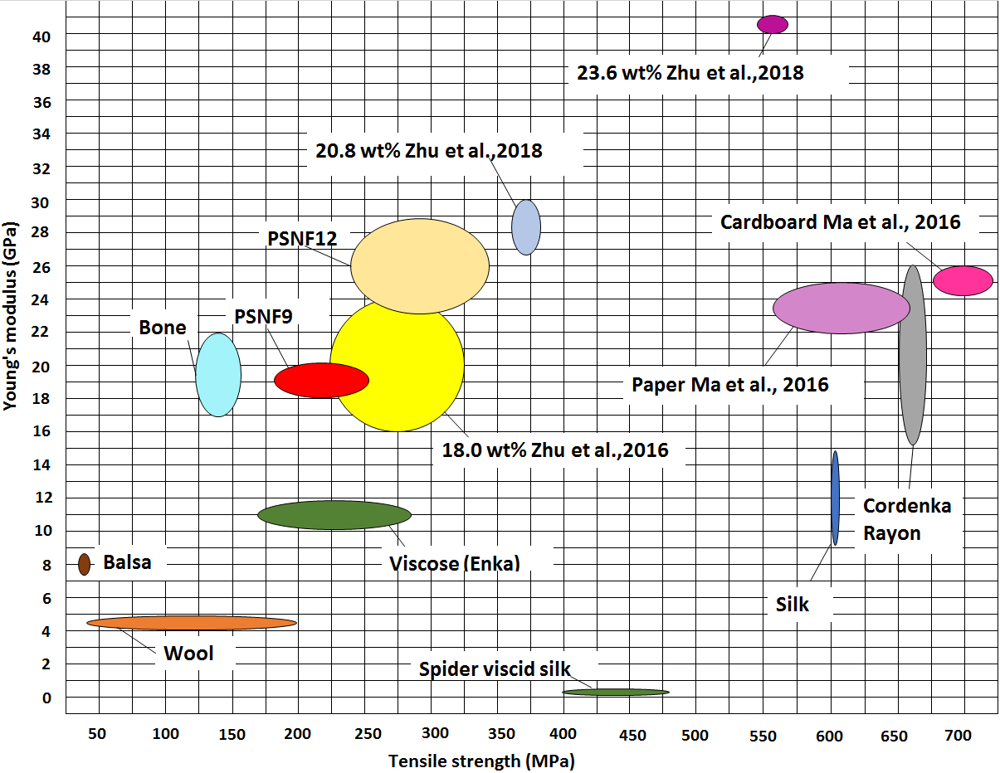 40
23.6 wt% Zhu et al.,2018
38
36
34
20.8 wt% Zhu et al.,2018
32
30
Cardboard Ma et al., 2016
28
PSNF12
26
24
PSNF9
Bone
22
20
Paper Ma et al., 2016
18
16
18.0 wt% Zhu et al.,2016
14
12
Cordenka
Rayon
10
Balsa
Viscose (Enka)
8
6
Silk
4
Wool
2
Spider viscid silk
0
Young's modulus (GPa)
50 100 150 200 250 300 350 400 450 500 550 600 650 700
Tensile strength (MPa)